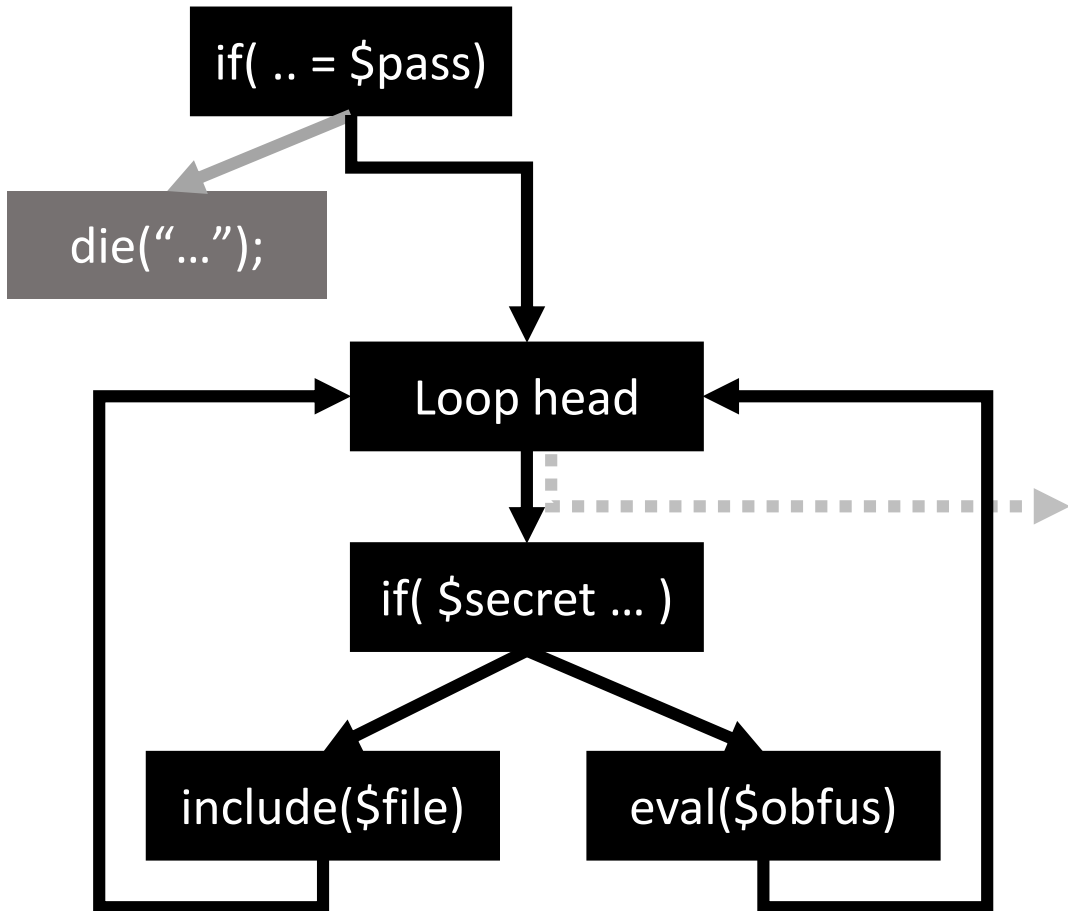 if( .. = $pass)
die(“...”);
Loop head
if( $secret ... )
include($file)
eval($obfus)